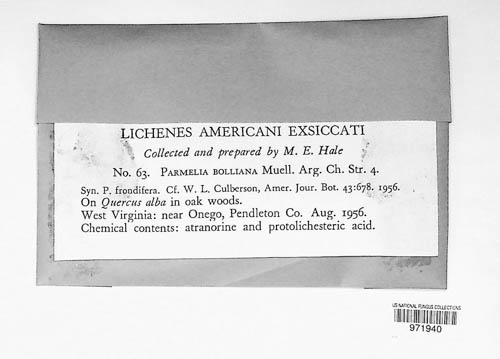 LICHENES AMERICANI EXSICCATI
Collected and prepared by M. E. Hale
No. 63. PARMELIA BOLLIANA Muell. Arg. Ch. Str. 4.
Syn. P. frondifera. Cf. W. L. Culberson, Amer. Jour. Bot. 43:678. 1956.
On Quercus alba in oak woods.
West Virginia: near Onego, Pendleton Co. Aug. 1956.
Chemical contents: atranorine and protolichesteric acid.
US NATIONAL FUNGUS COLLECTIONS
971940